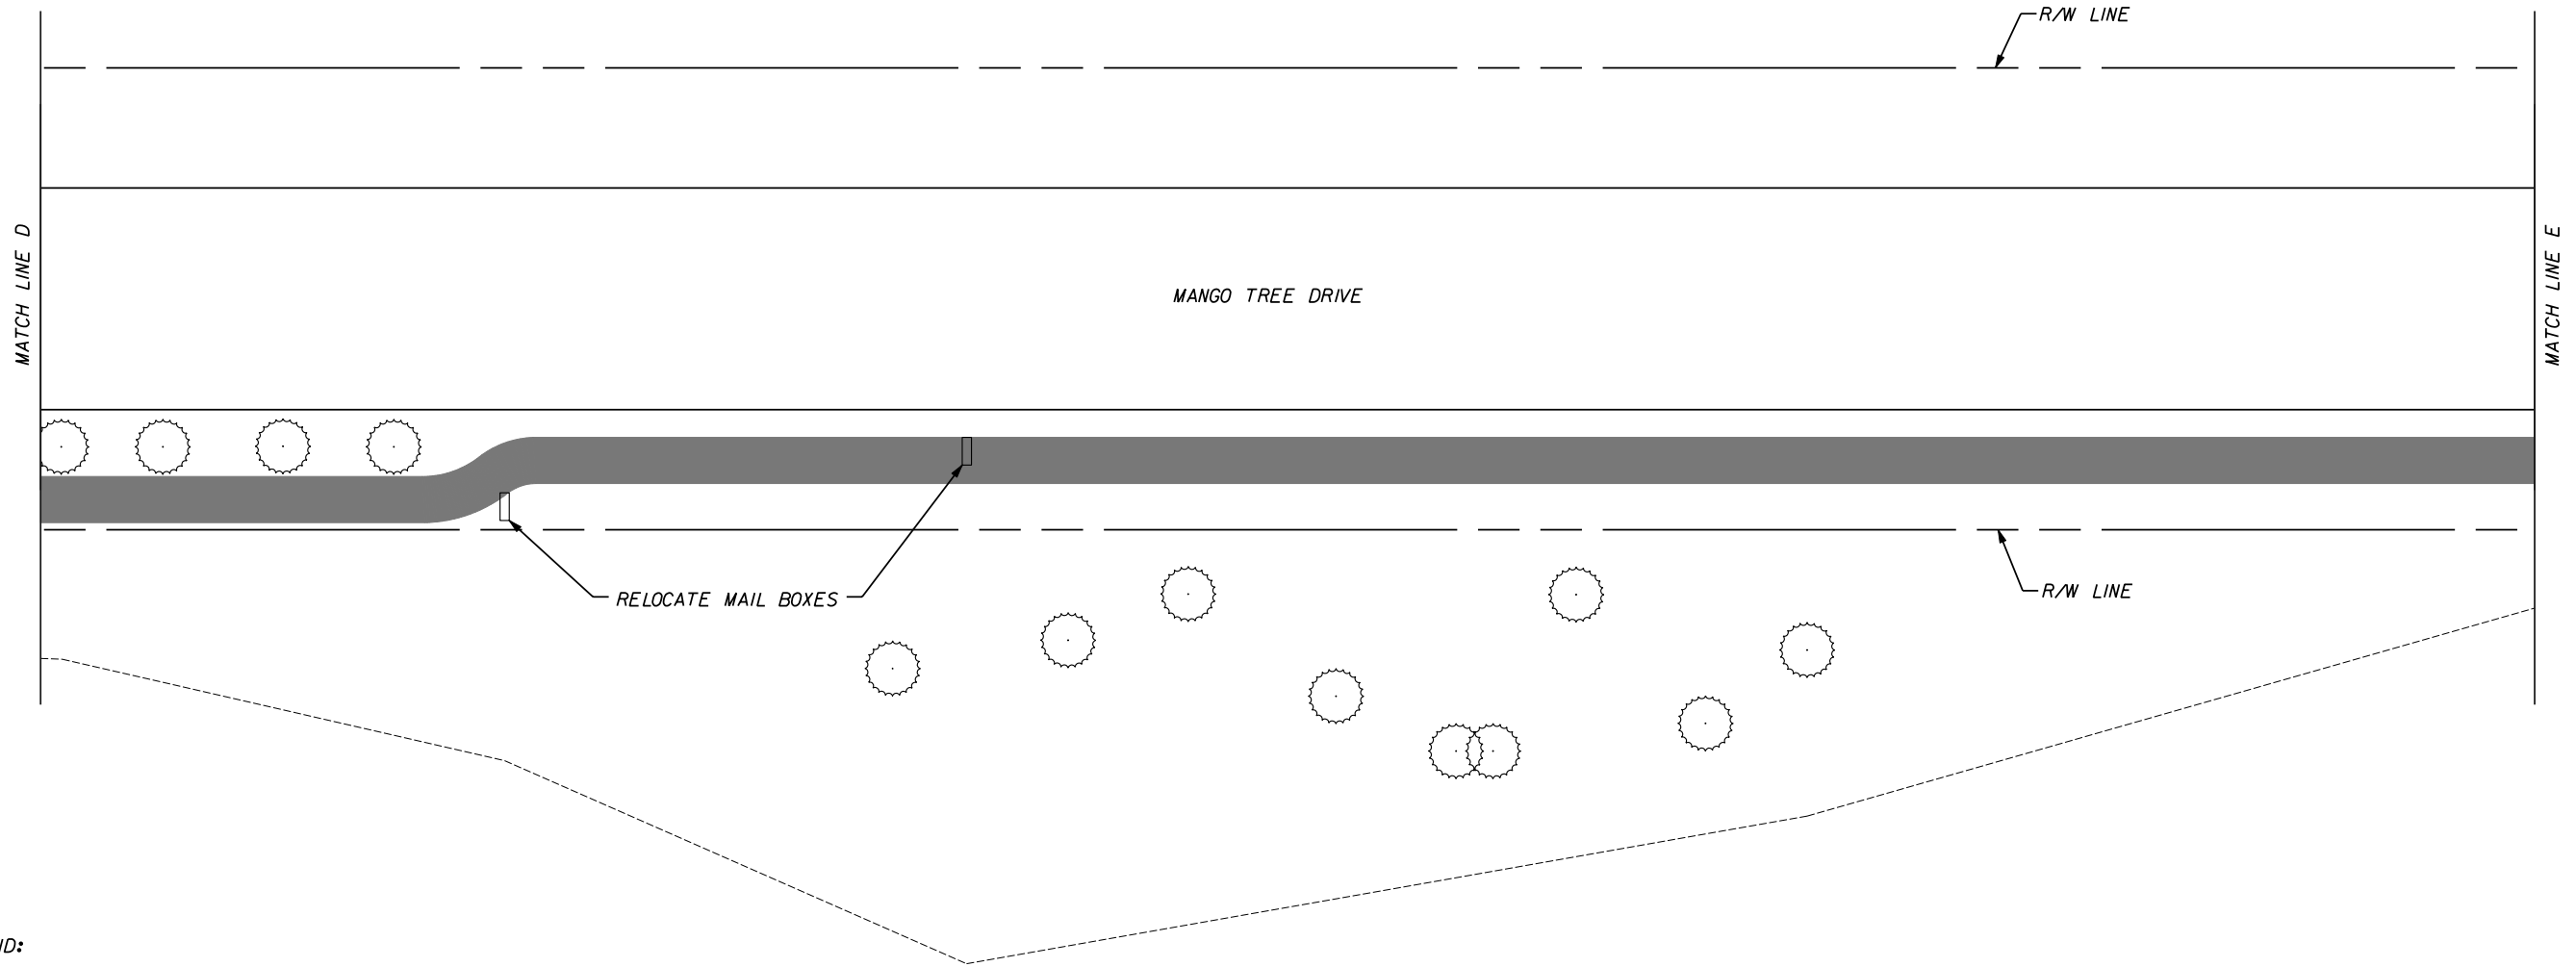 R/W LINE
MATCH LINE D
MANGO TREE DRIVE
MATCH LINE E
RELOCATE MAIL BOXES
R/W LINE